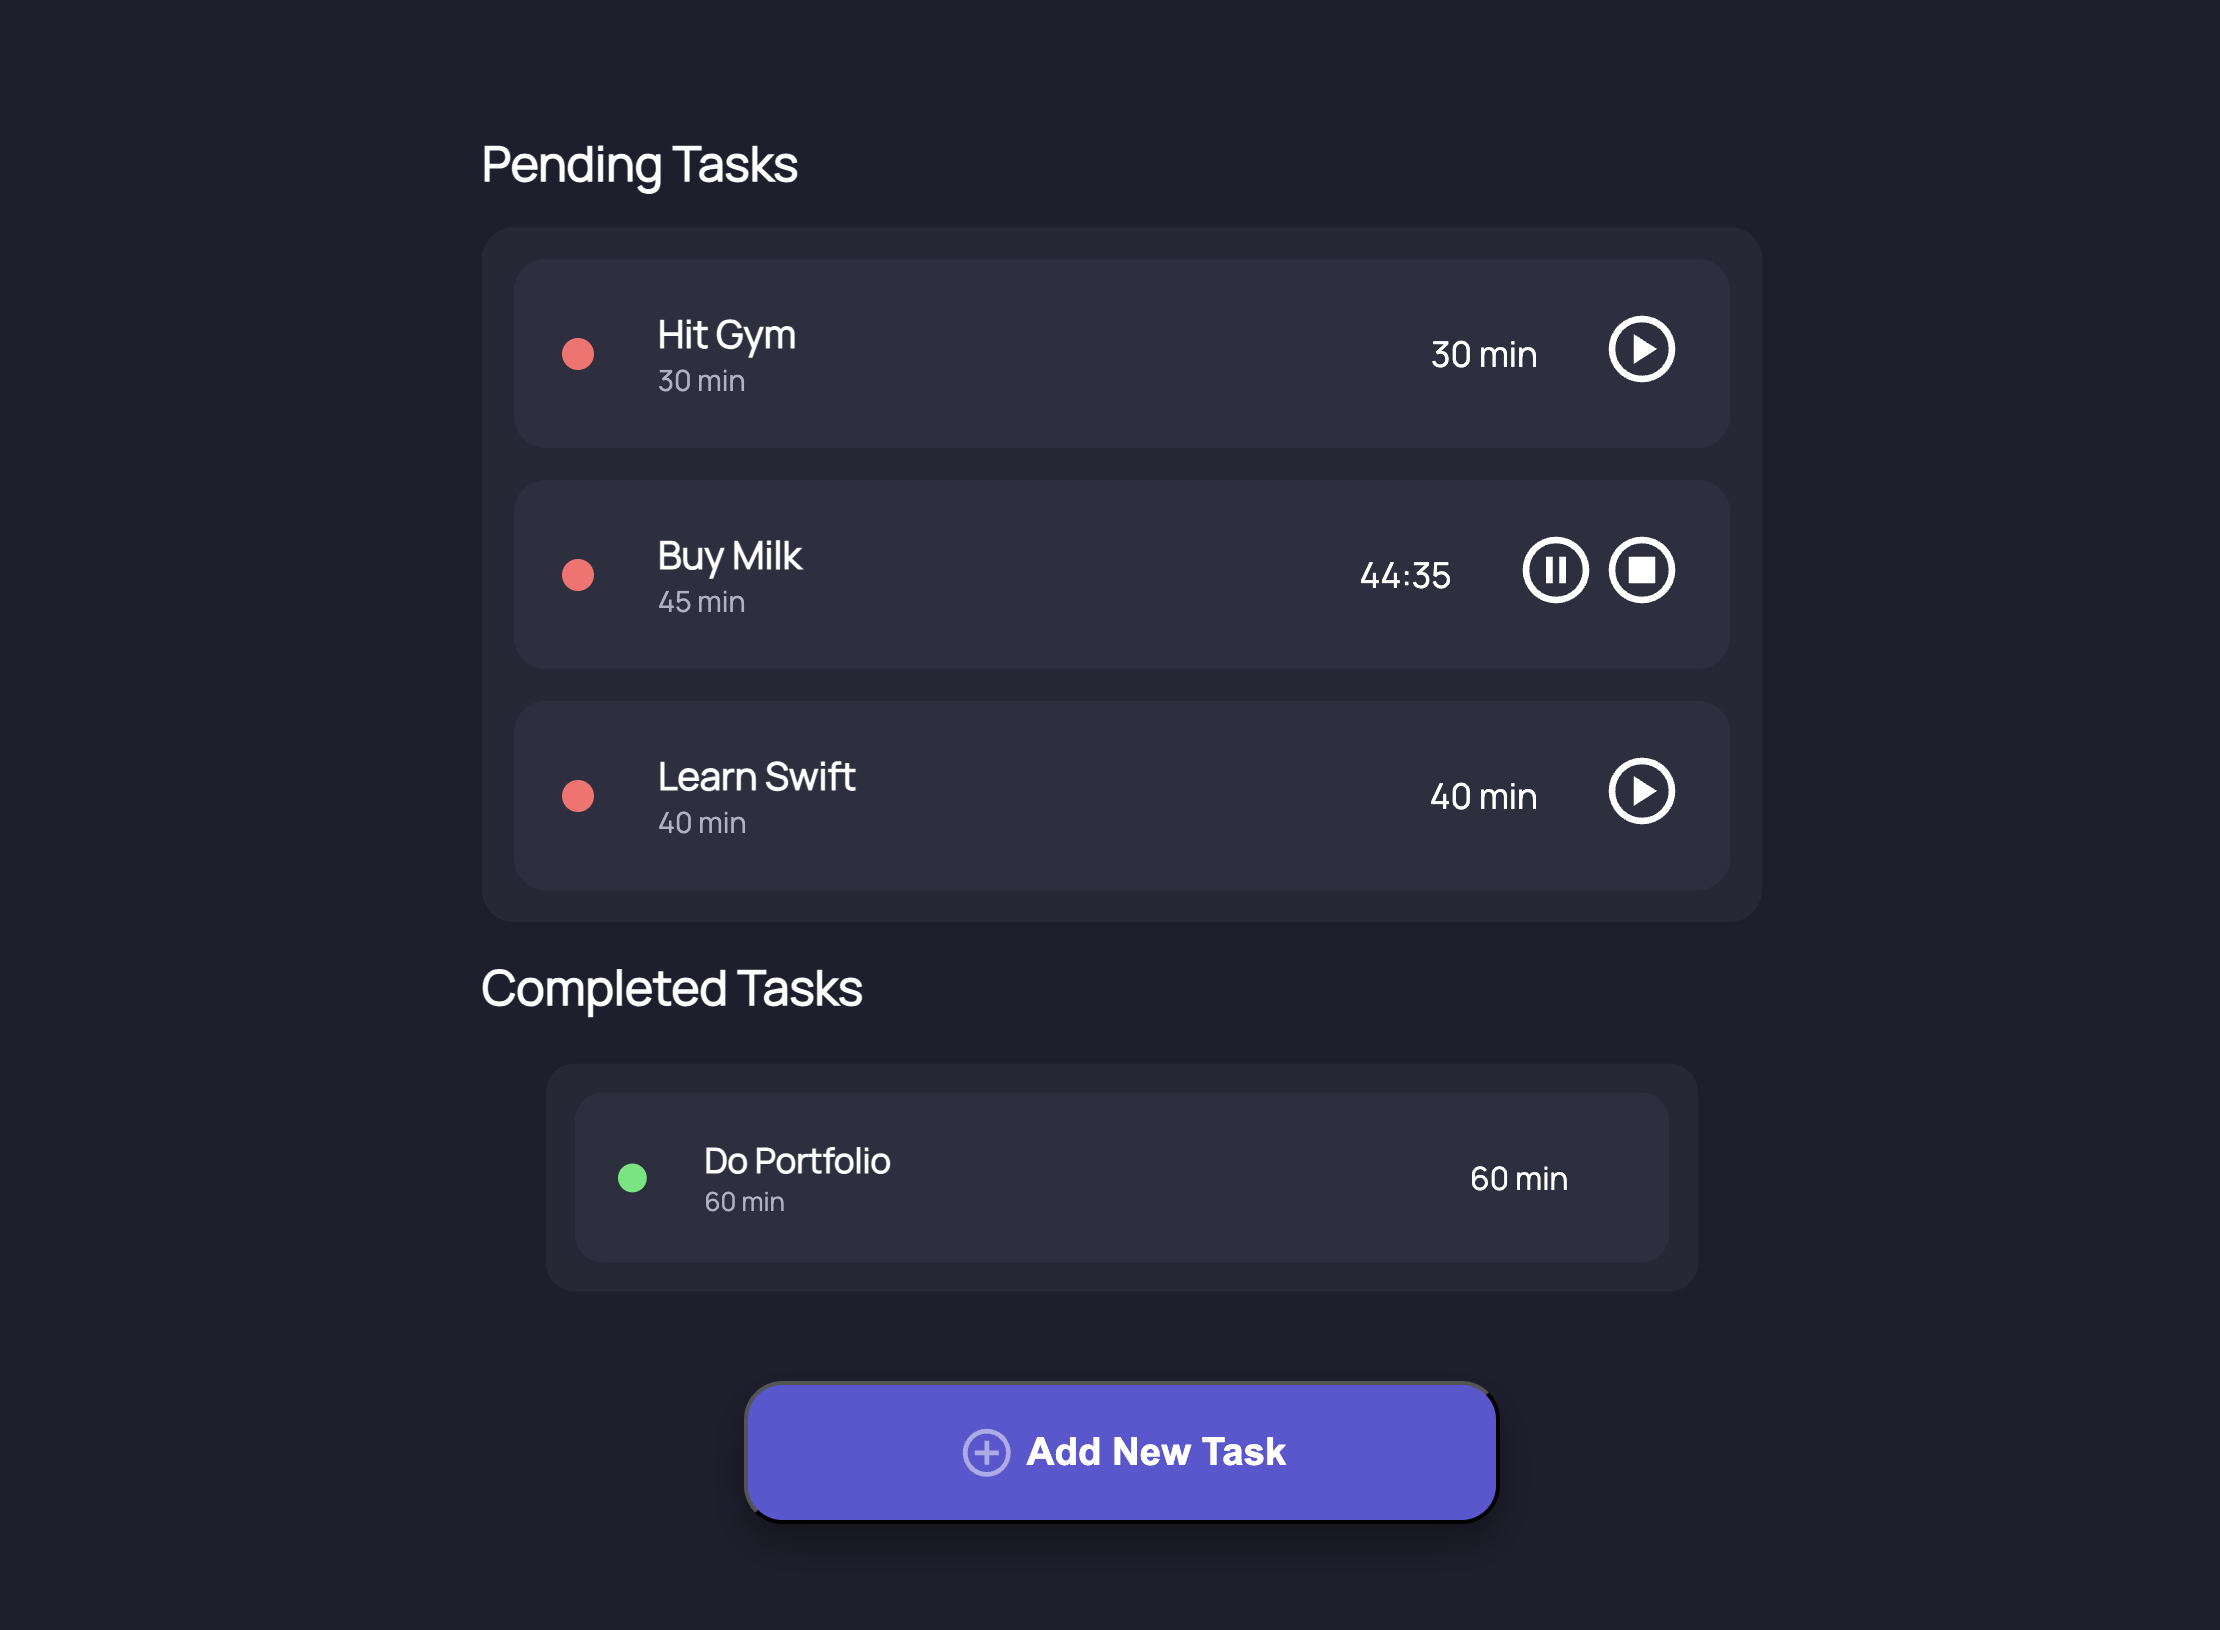 Pending Tasks
Hit Gym
30 min
30 min
Buy Milk
45 min
44:35
Learn Swift
40 min
40 min
Completed Tasks
Do Portfolio
60 min
60 min
Add New Task